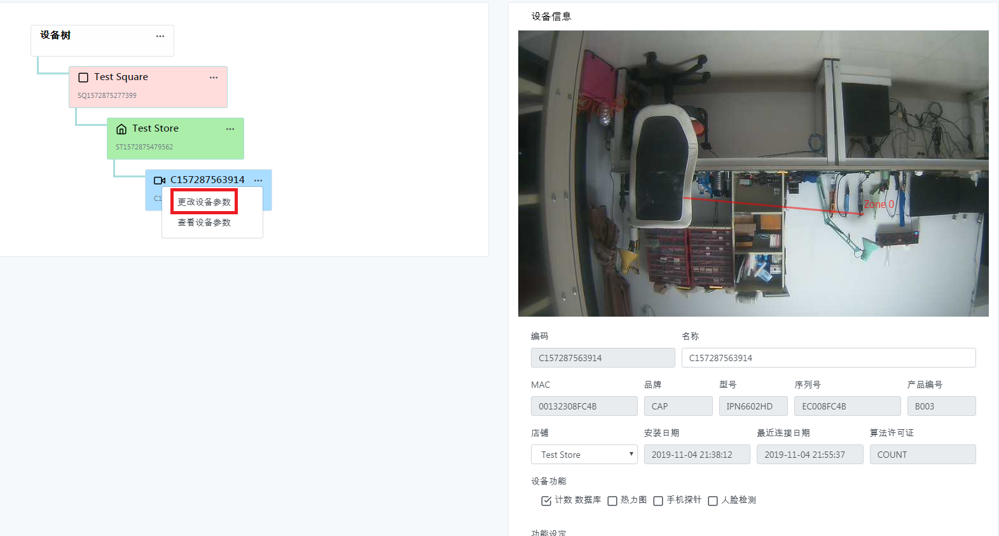 设备树
Test Square
SQ1572875277399
Test Store
ST1572875479562
C157287563914
C1
更改设备参数
查看设备参数
设备信息
Zone 0
编码 名称
C157287563914 C157287563914
MAC 品牌 型号 序列号 产品编号
00132308FC4B CAP IPN6602HD EC008FC4B B003
店铺 安装日期 最近连接日期 算法许可证
Test Store 2019-11-04 21:38:12 2019-11-04 21:55:37 COUNT
设备功能
计数 数据库 热力图 手机探针 人脸检测
功能设定